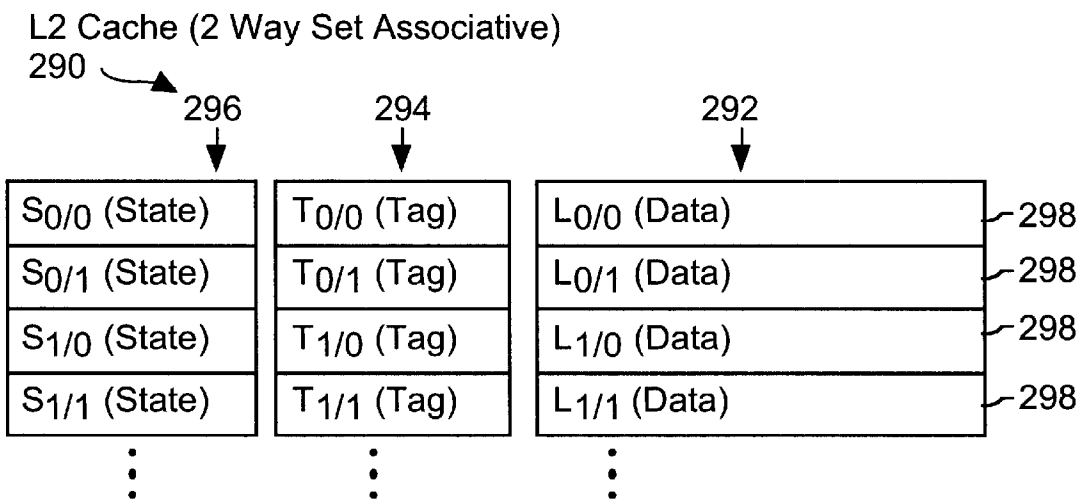 L2 Cache (2 Way Set Associative)
290
296 294 292
S0/0 (State) T0/0 (Tag) L0/0 (Data) 298
S0/1 (State) T0/1 (Tag) L0/1 (Data) 298
S1/0 (State) T1/0 (Tag) L1/0 (Data) 298
S1/1 (State) T1/1 (Tag) L1/1 (Data) 298